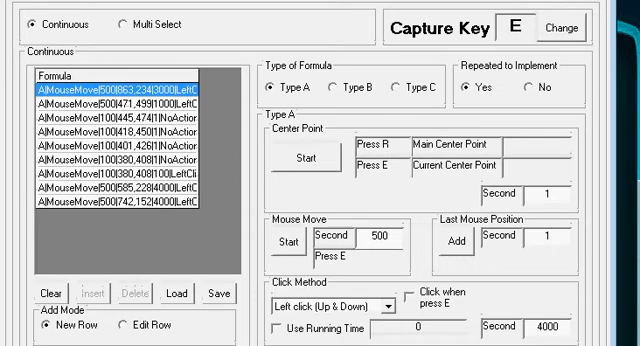 Continuous
Multi Select
Capture Key
E
Change
Continuous
Formula
A|MouseMove|500|863,234|3000|LeftC
A|MouseMove|500|471,499|1000|LeftC
A|MouseMove|100|445,474|1|NoAction
A|MouseMove|100|418,450|1|NoAction
A|MouseMove|100|401,426|1|NoAction
A|MouseMove|100|380,408|1|NoAction
A|MouseMove|100|380,408|100|LeftCli
A|MouseMove|500|585,228|4000|LeftC
A|MouseMove|500|742,152|4000|LeftC
Clear
Insert
Delete
Load
Save
Add Mode
New Row
Edit Row
Type of Formula
Type A
Type B
Type C
Repeated to Implement
Yes
No
Type A
Center Point
Start
Press R
Main Center Point
Press E
Current Center Point
Second
1
Mouse Move
Start
Second
500
Press E
Last Mouse Position
Add
Second
1
Click Method
Left click (Up & Down)
Click when
press E
Use Running Time
0
Second
4000